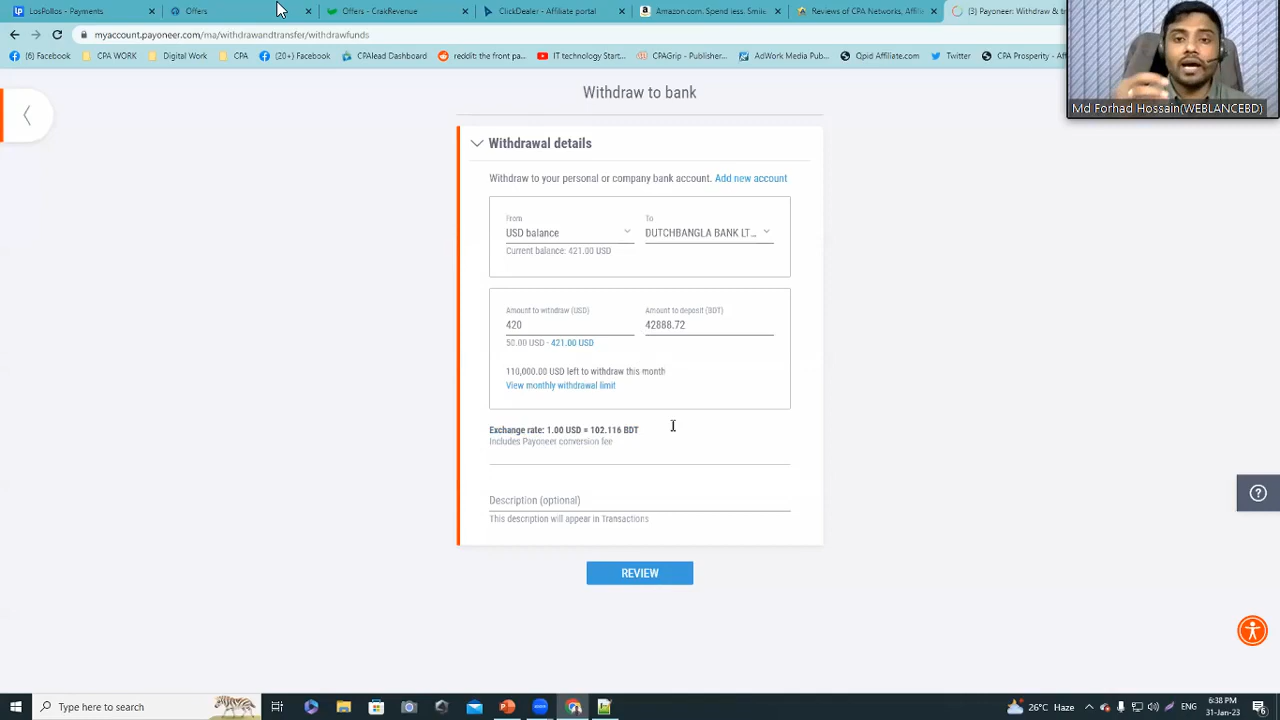 LosPollos - Payments
Offers
Offers - CrakRevenue
Clickbank Affiliate
Amazon.com. Spend less. Smile
Reviews of CPA Networks, Affilia
Payoneer Withdraw & tr
myaccount.payoneer.com/ma/withdrawandtransfer/withdrawfunds
(6) Facebook
CPA WORK
Digital Work
CPA
(20+) Facebook
CPAlead Dashboard
reddit: the front pa...
IT technology Star...
CPAGrip - Publisher...
AdWork Media Pub...
Qpid Affiliate.com
Twitter
CPA Prosperity - Aff
Md Forhad Hossain(WEBLANCEBD)
Withdraw to bank
Withdrawal details
Withdraw to your personal or company bank account. Add new account
From
To
USD balance
DUTCHBANGLA BANK LT...
Current balance: 421.00 USD
Amount to withdraw (USD)
Amount to deposit (BDT)
420
42888.72
50.00 USD - 421.00 USD
110,000.00 USD left to withdraw this month
View monthly withdrawal limit
Exchange rate: 1.00 USD = 102.116 BDT
Includes Payoneer conversion fee
Description (optional)
This description will appear in Transactions
REVIEW
Type here to search
26°C Haze
6:38 PM
31-Jan-23